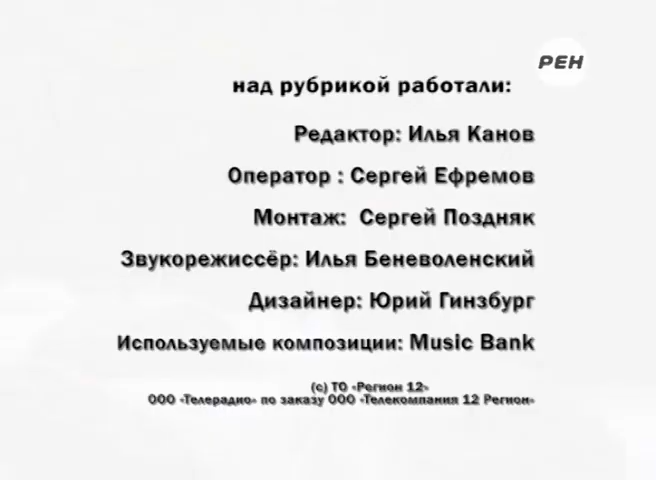 РЕН
над рубрикой работали:
Редактор: Илья Канов
Оператор : Сергей Ефремов
Монтаж: Сергей Поздняк
Звукорежиссёр: Илья Беневоленский
Дизайнер: Юрий Гинзбург
Используемые композиции: Music Bank
(с) ТО «Регион 12»
ООО «Телерадио» по заказу ООО «Телекомпания 12 Регион»